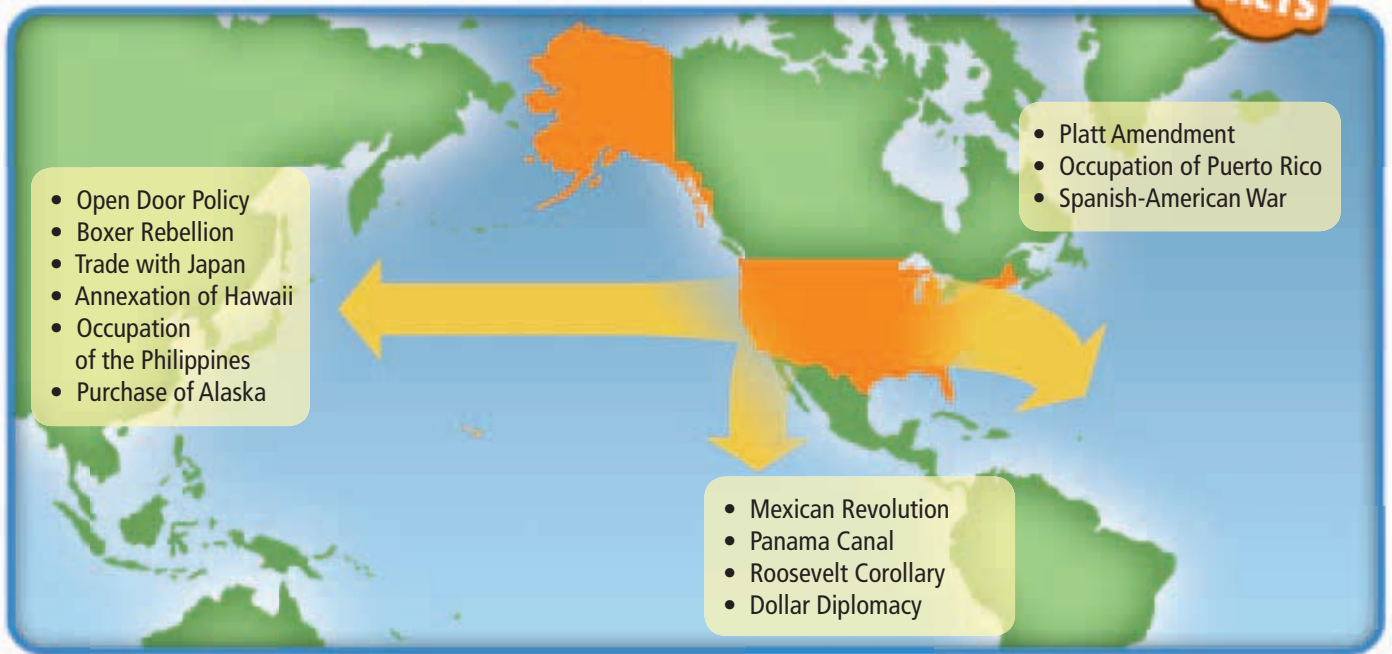 • Open Door Policy
• Boxer Rebellion
• Trade with Japan
• Annexation of Hawaii
• Occupation
of the Philippines
• Purchase of Alaska
• Platt Amendment
• Occupation of Puerto Rico
• Spanish-American War
• Mexican Revolution
• Panama Canal
• Roosevelt Corollary
• Dollar Diplomacy